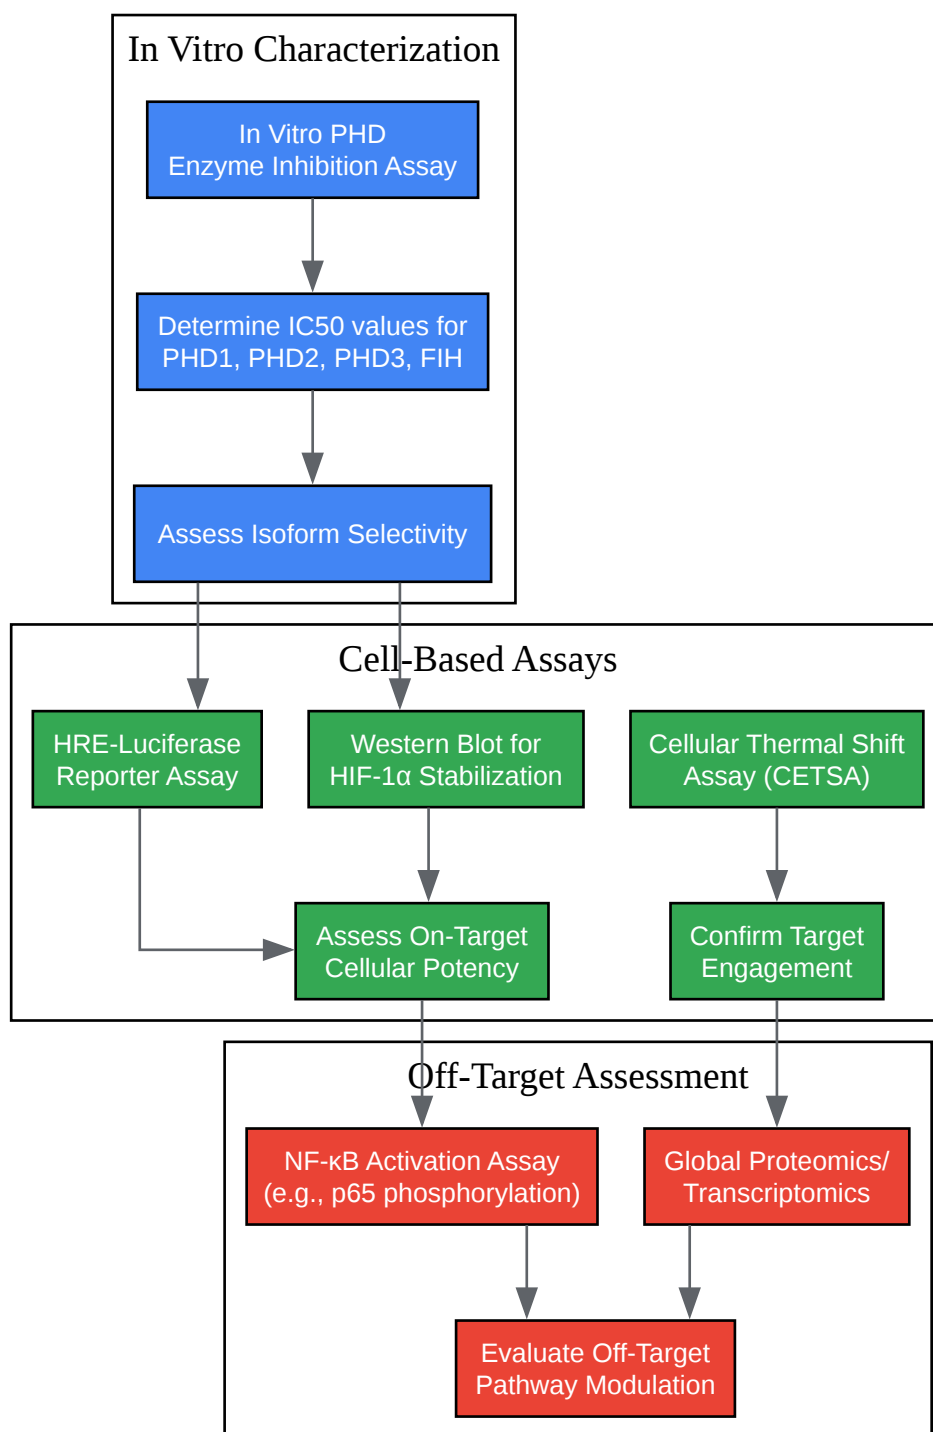 In Vitro Characterization
In Vitro PHD
Enzyme Inhibition Assay
Determine IC50 values for
PHD1, PHD2, PHD3, FIH
Assess Isoform Selectivity
Cell-Based Assays
HRE-Luciferase
Reporter Assay
Western Blot for
HIF-1α Stabilization
Cellular Thermal Shift
Assay (CETSA)
Assess On-Target
Cellular Potency
Confirm Target
Engagement
Off-Target Assessment
NF-κB Activation Assay
(e.g., p65 phosphorylation)
Global Proteomics/
Transcriptomics
Evaluate Off-Target
Pathway Modulation